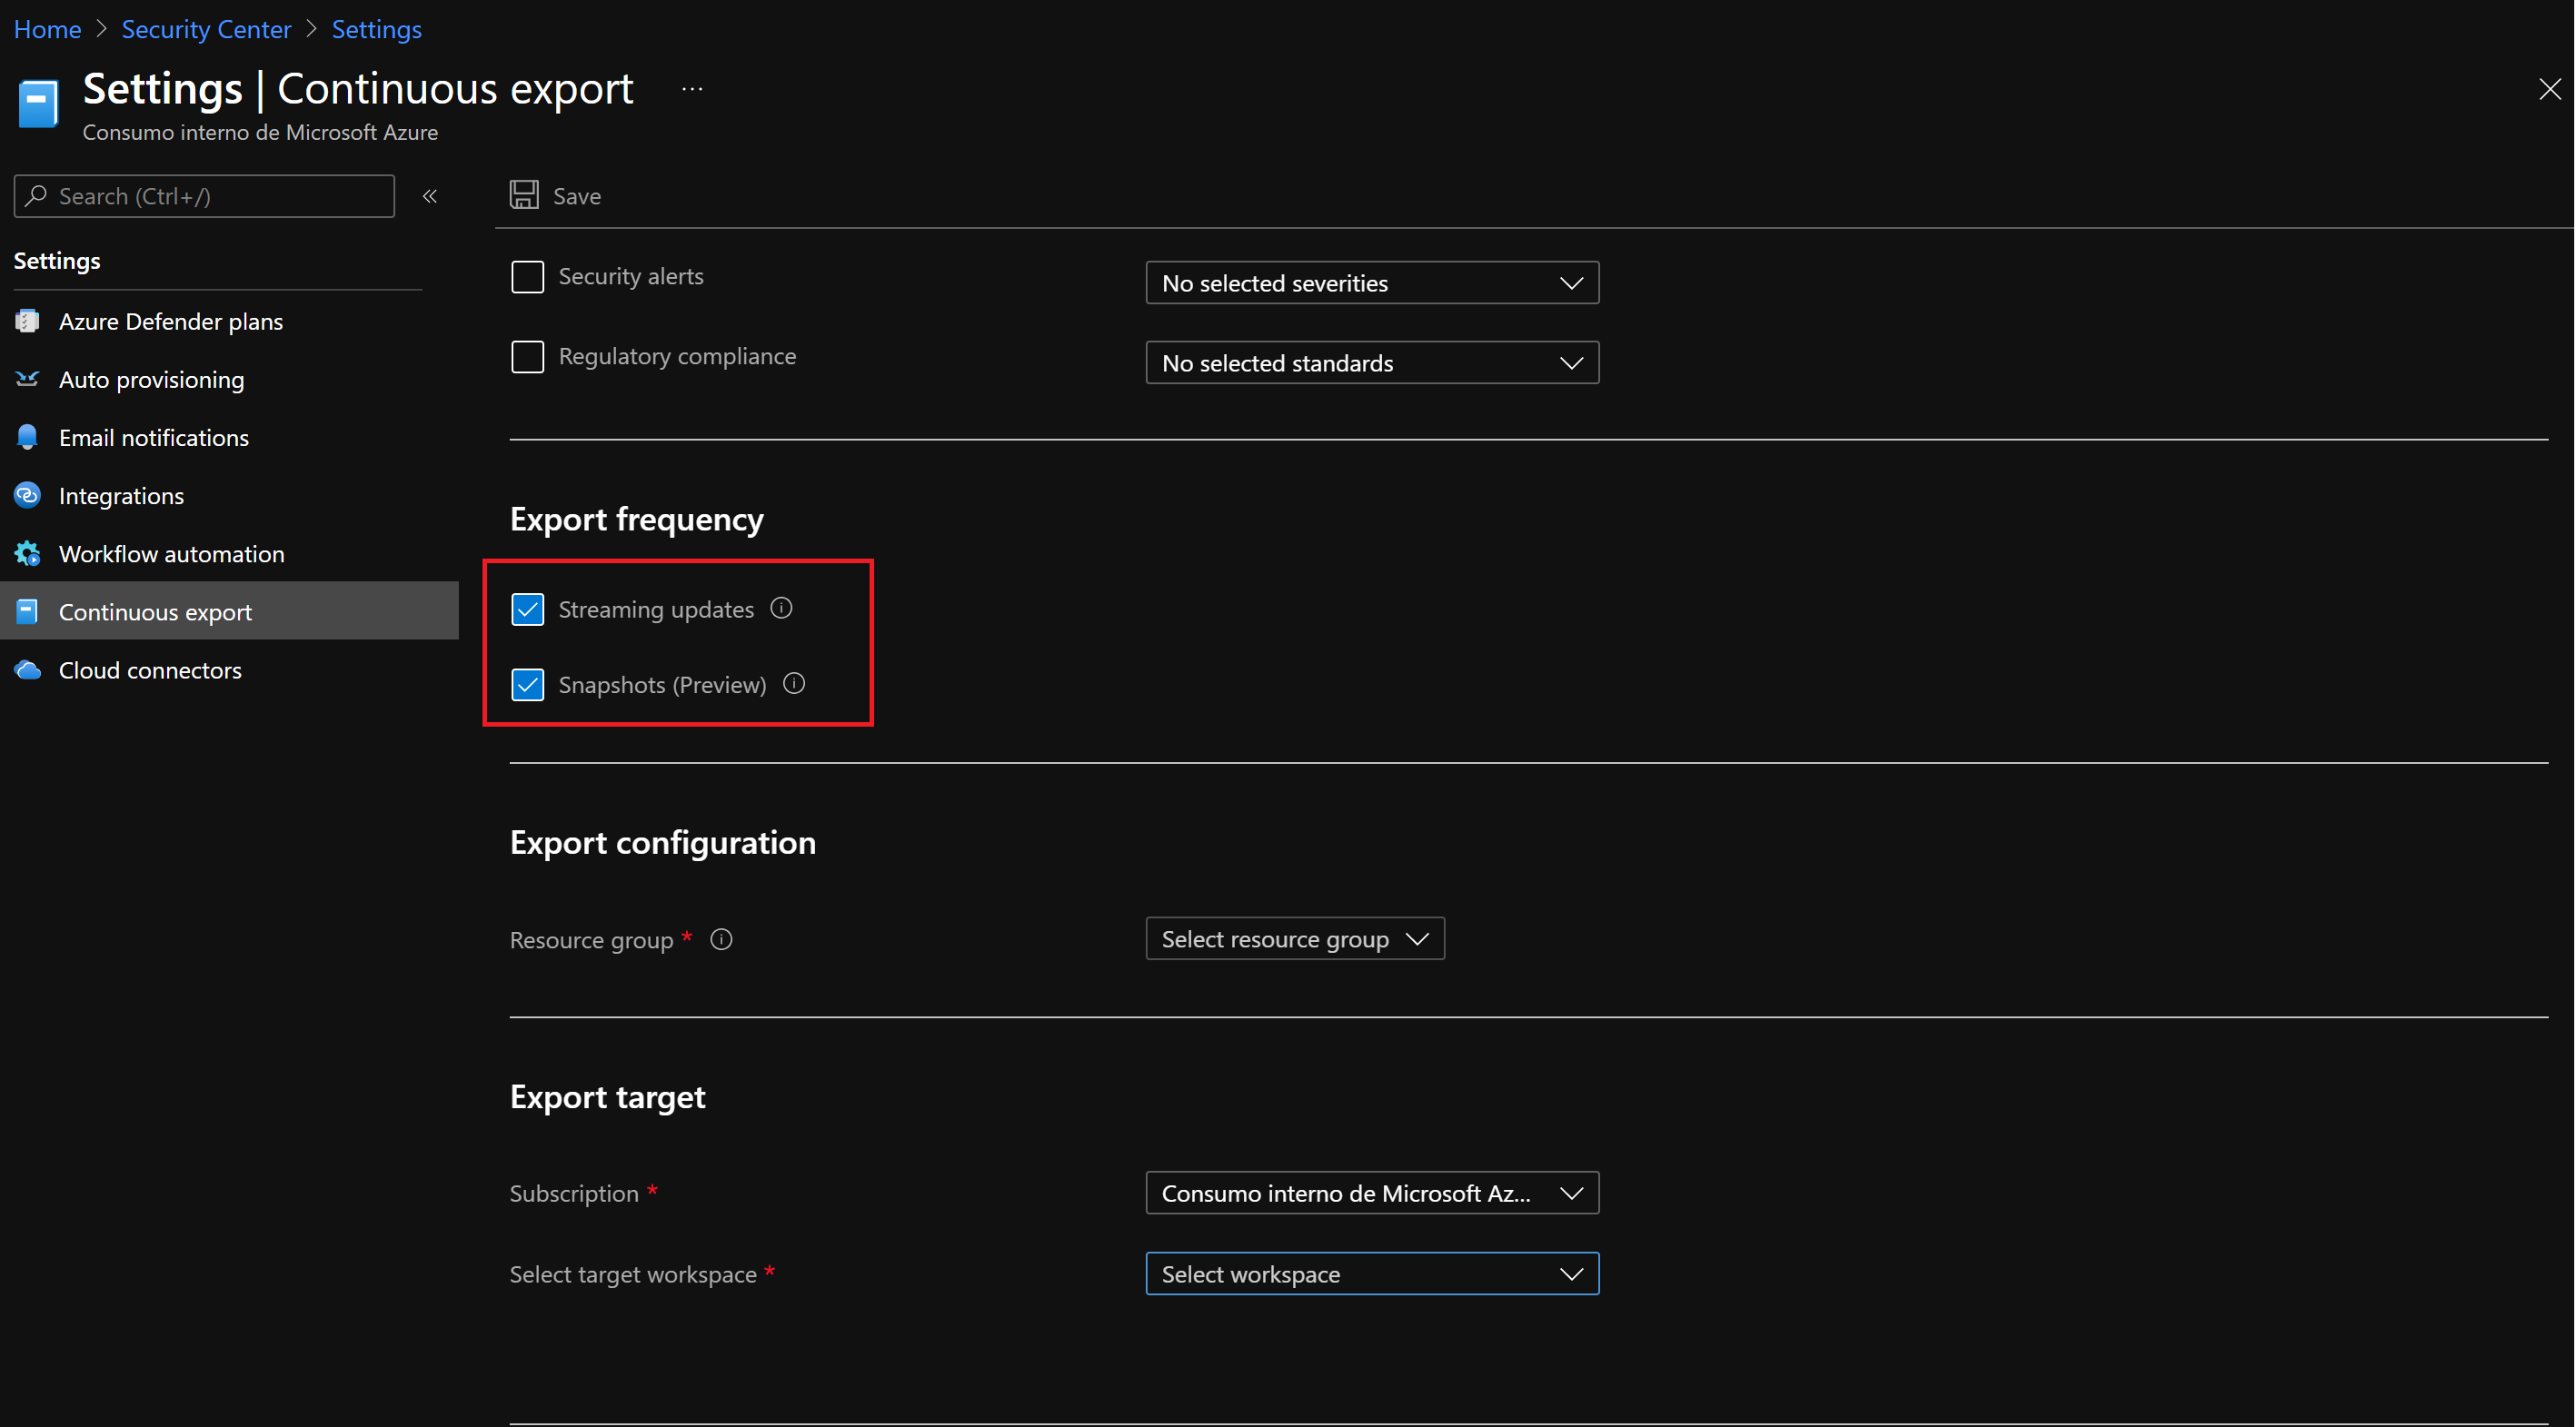 Home > Security Center > Settings
Settings | Continuous export ...
Consumo interno de Microsoft Azure
Search (Ctrl+/) «
Save
Settings
Azure Defender plans
Auto provisioning
Email notifications
Integrations
Workflow automation
Continuous export
Cloud connectors
Security alerts No selected severities
Regulatory compliance No selected standards
Export frequency
Streaming updates
Snapshots (Preview)
Export configuration
Resource group * Select resource group
Export target
Subscription * Consumo interno de Microsoft Az...
Select target workspace * Select workspace